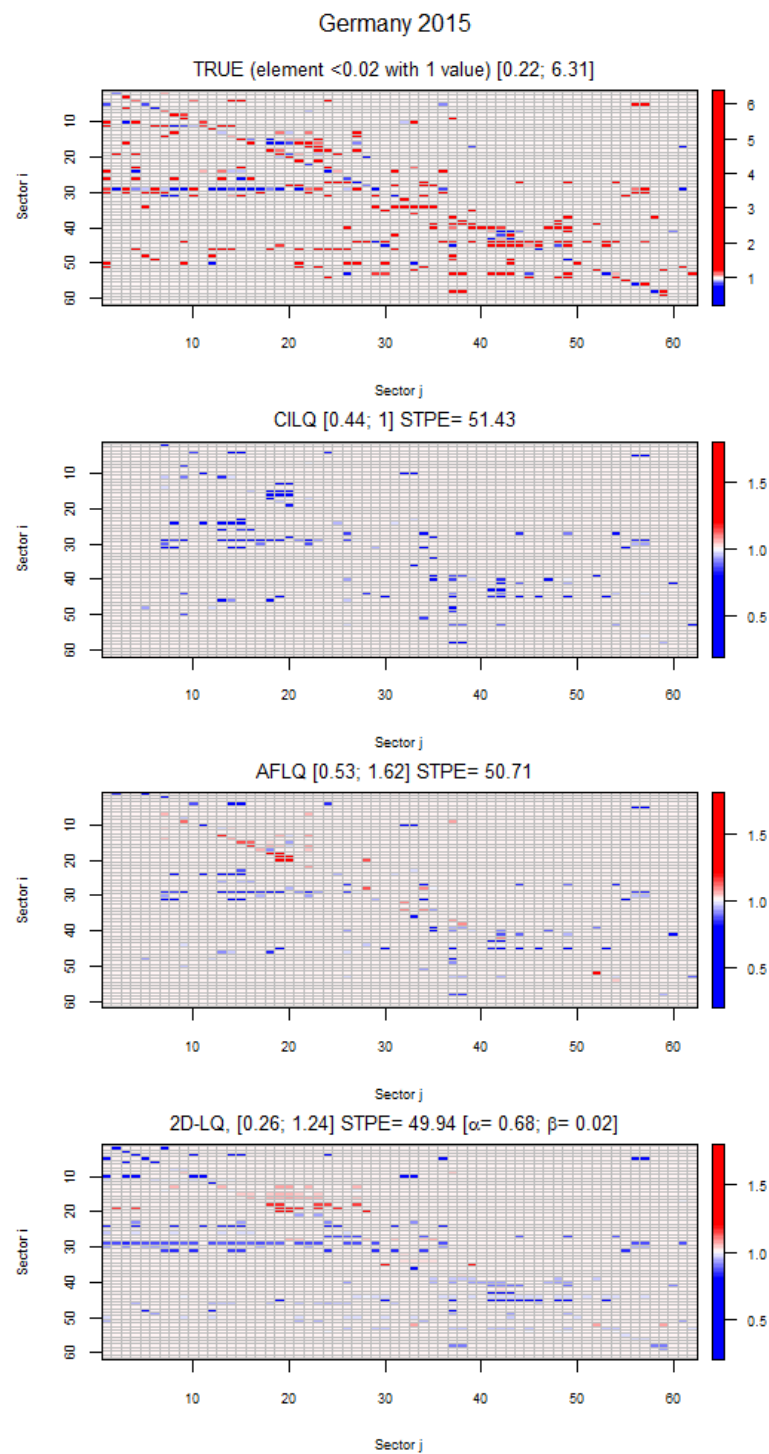 Germany 2015
TRUE (element <0.02 with 1 value) [0.22; 6.31]
Sector i
10
20
30
40
50
60
10 20 30 40 50 60
Sector j
6
5
4
3
2
1
CILQ [0.44; 1] STPE= 51.43
Sector i
10
20
30
40
50
60
10 20 30 40 50 60
Sector j
1.5
1.0
0.5
AFLQ [0.53; 1.62] STPE= 50.71
Sector i
10
20
30
40
50
60
10 20 30 40 50 60
Sector j
1.5
1.0
0.5
2D-LQ, [0.26; 1.24] STPE= 49.94 [α= 0.68; β= 0.02]
Sector i
10
20
30
40
50
60
10 20 30 40 50 60
Sector j
1.5
1.0
0.5